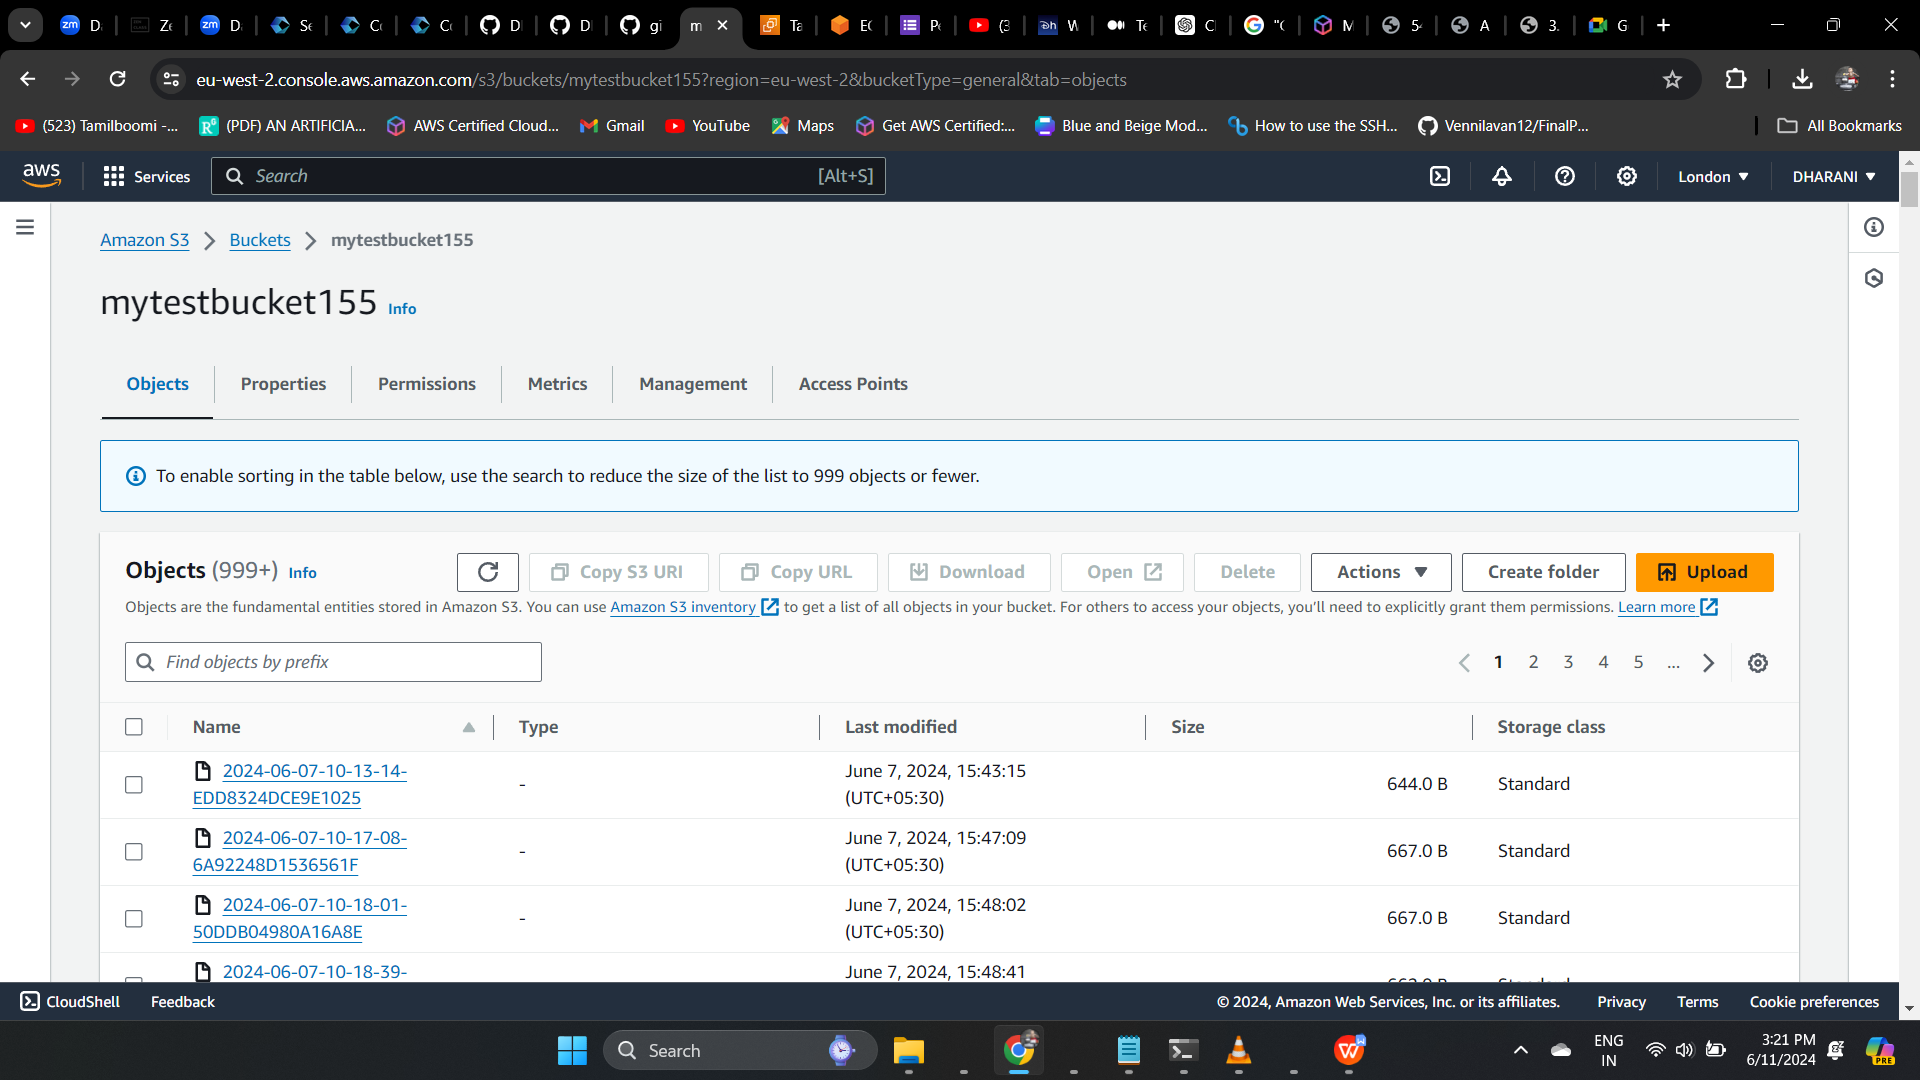 D Ze D Se C C D D gi m Ta EC Pe (3 W Te C "C M 54 A 3. G
eu-west-2.console.aws.amazon.com/s3/buckets/mytestbucket155?region=eu-west-2&bucketType=general&tab=objects
(523) Tamilboomi -... (PDF) AN ARTIFICIA... AWS Certified Cloud... Gmail YouTube Maps Get AWS Certified:... Blue and Beige Mod... How to use the SSH... Vennilavan12/FinalP... All Bookmarks
aws Services Search [Alt+S] London DHARANI
Amazon S3 Buckets mytestbucket155
mytestbucket155 Info
Objects Properties Permissions Metrics Management Access Points
To enable sorting in the table below, use the search to reduce the size of the list to 999 objects or fewer.
Objects (999+) Info Copy S3 URI Copy URL Download Open Delete Actions Create folder Upload
Objects are the fundamental entities stored in Amazon S3. You can use Amazon S3 inventory to get a list of all objects in your bucket. For others to access your objects, you'll need to explicitly grant them permissions. Learn more
Find objects by prefix 1 2 3 4 5 ...
Name Type Last modified Size Storage class
2024-06-07-10-13-14-EDD8324DCE9E1025 - June 7, 2024, 15:43:15 (UTC+05:30) 644.0 B Standard
2024-06-07-10-17-08-6A92248D1536561F - June 7, 2024, 15:47:09 (UTC+05:30) 667.0 B Standard
2024-06-07-10-18-01-50DDB04980A16A8E - June 7, 2024, 15:48:02 (UTC+05:30) 667.0 B Standard
2024-06-07-10-18-39- June 7, 2024, 15:48:41
CloudShell Feedback © 2024, Amazon Web Services, Inc. or its affiliates. Privacy Terms Cookie preferences
Search ENG IN 3:21 PM 6/11/2024